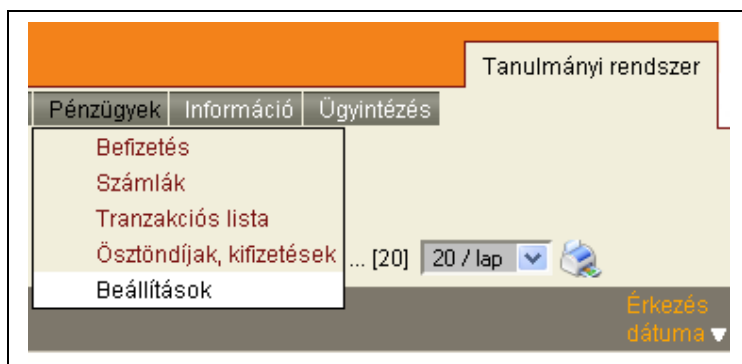 Tanulmányi rendszer
Pénzügyek Információ Ügyintézés
Befizetés
Számlák
Tranzakciós lista
Ösztöndíjak, kifizetések ... [20] 20 / lap
Beállítások
Érkezés
dátuma